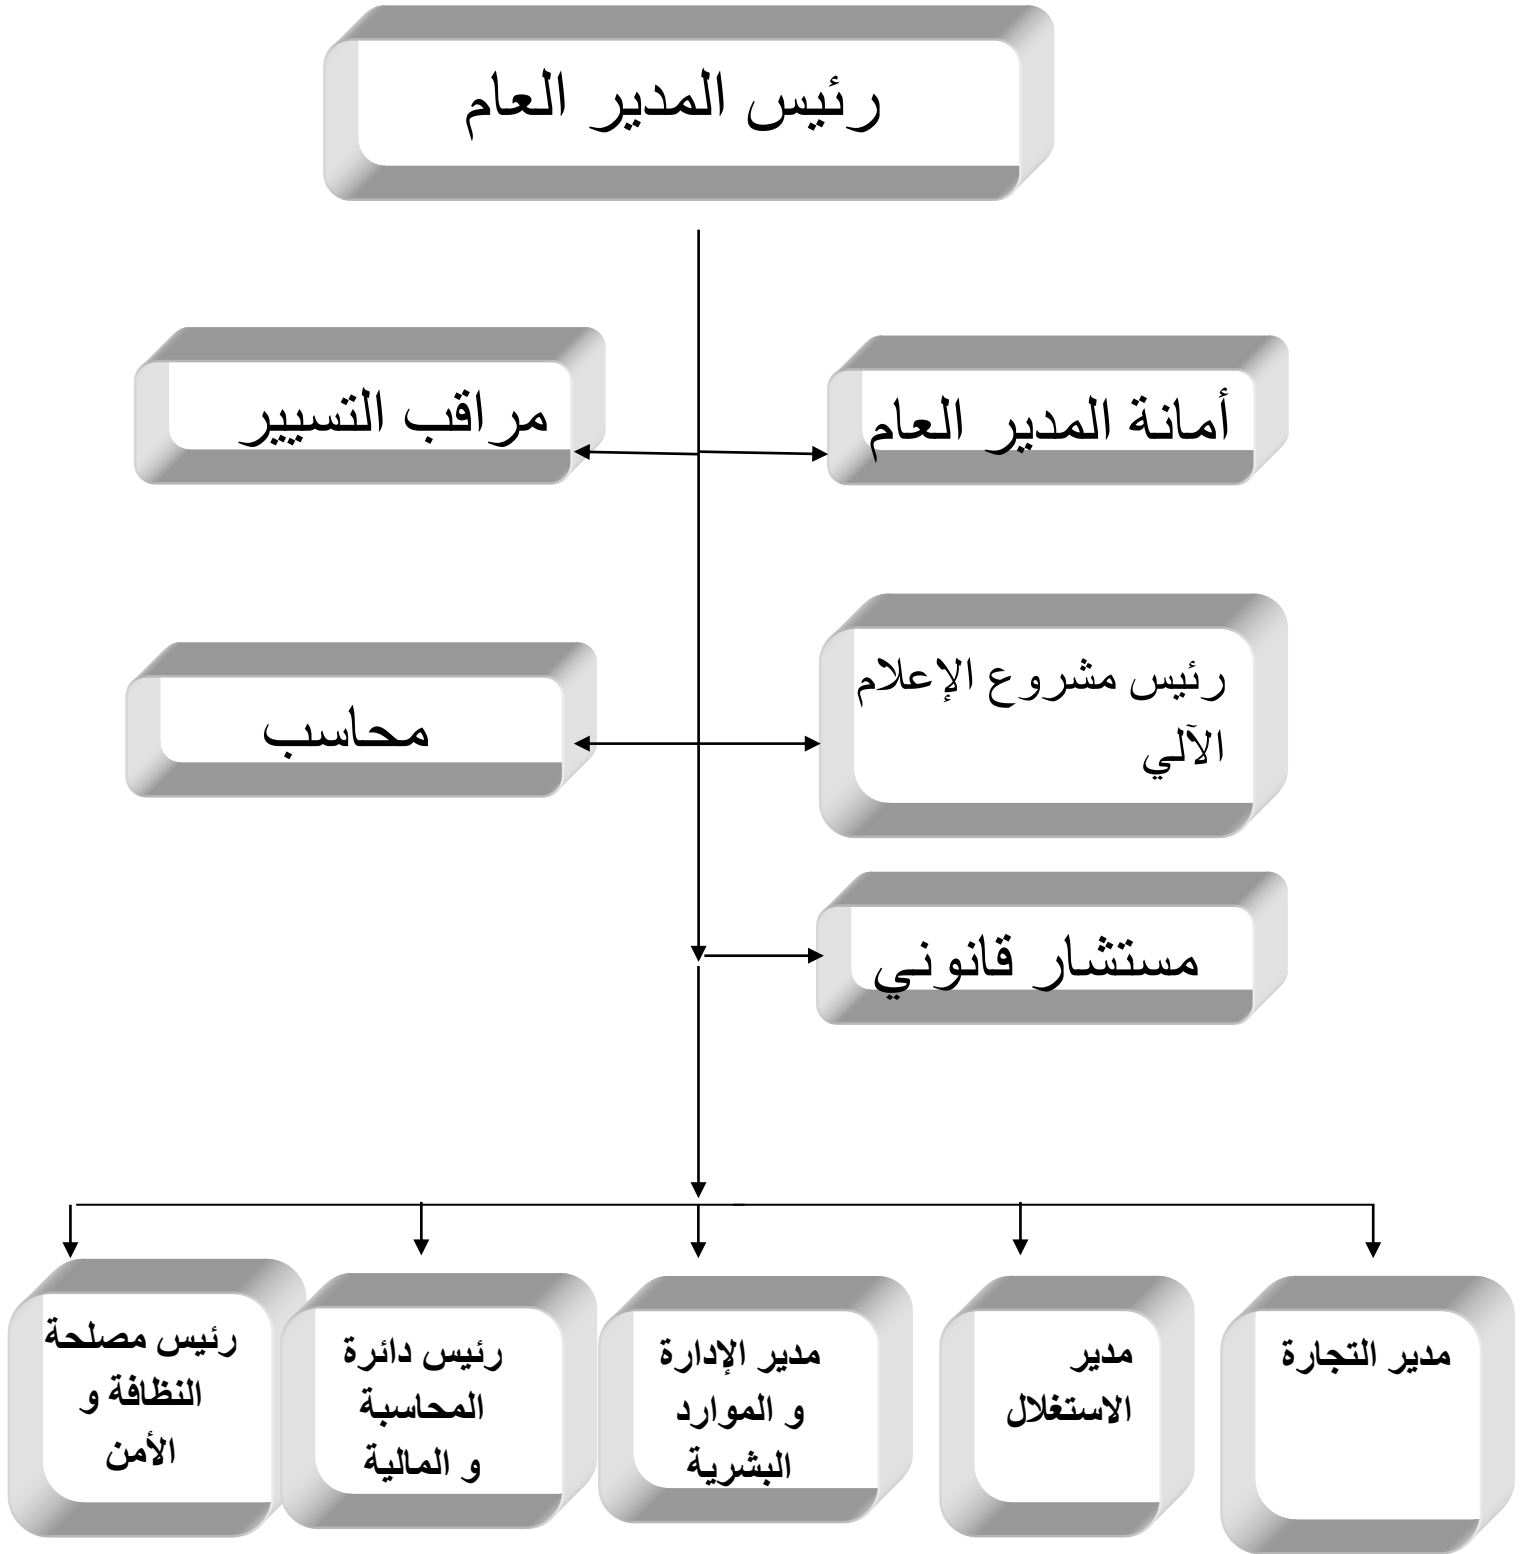 رئيس المدير العام
أمانة المدير العام
مراقب التسيير
رئيس مشروع الإعلام
الآلي
محاسب
مستشار قانوني
مدير التجارة
مدير
الاستغلال
مدير الإدارة
و الموارد
البشرية
رئيس دائرة
المحاسبة
و المالية
رئيس مصلحة
النظافة و
الأمن